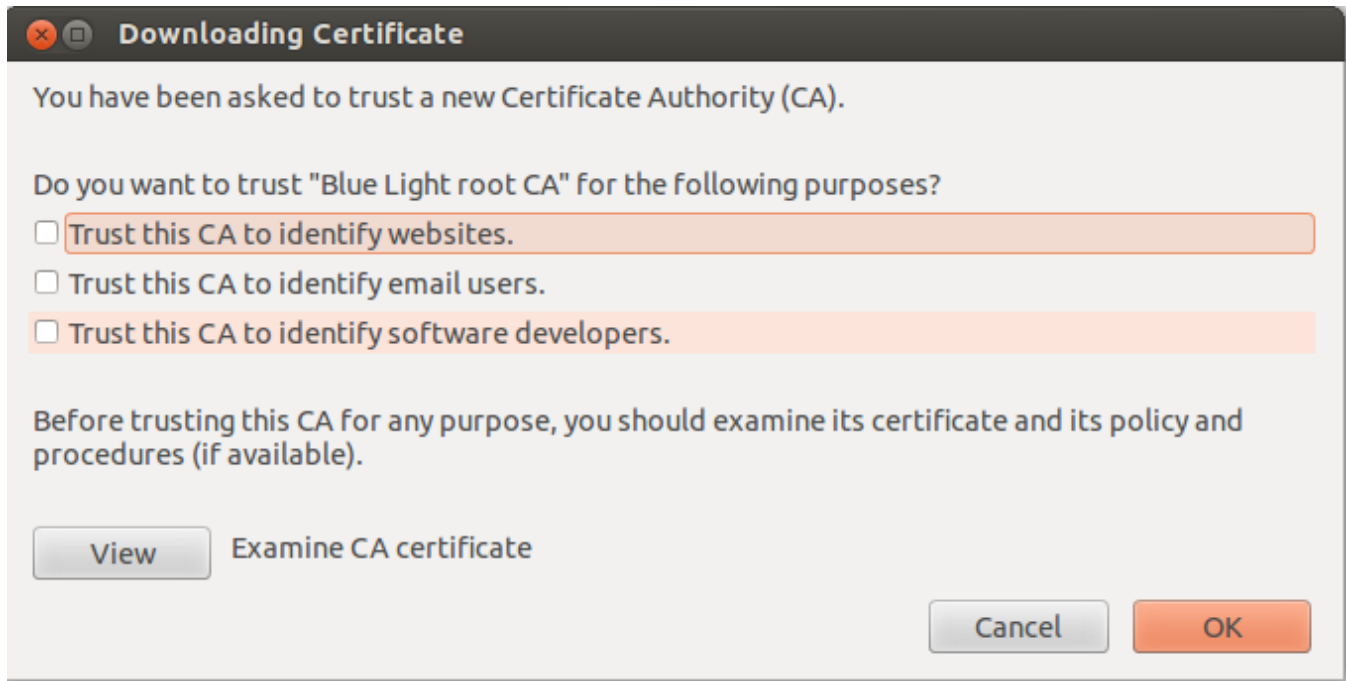 Downloading Certificate
You have been asked to trust a new Certificate Authority (CA).
Do you want to trust "Blue Light root CA" for the following purposes?
Trust this CA to identify websites.
Trust this CA to identify email users.
Trust this CA to identify software developers.
Before trusting this CA for any purpose, you should examine its certificate and its policy and
procedures (if available).
View Examine CA certificate
Cancel OK